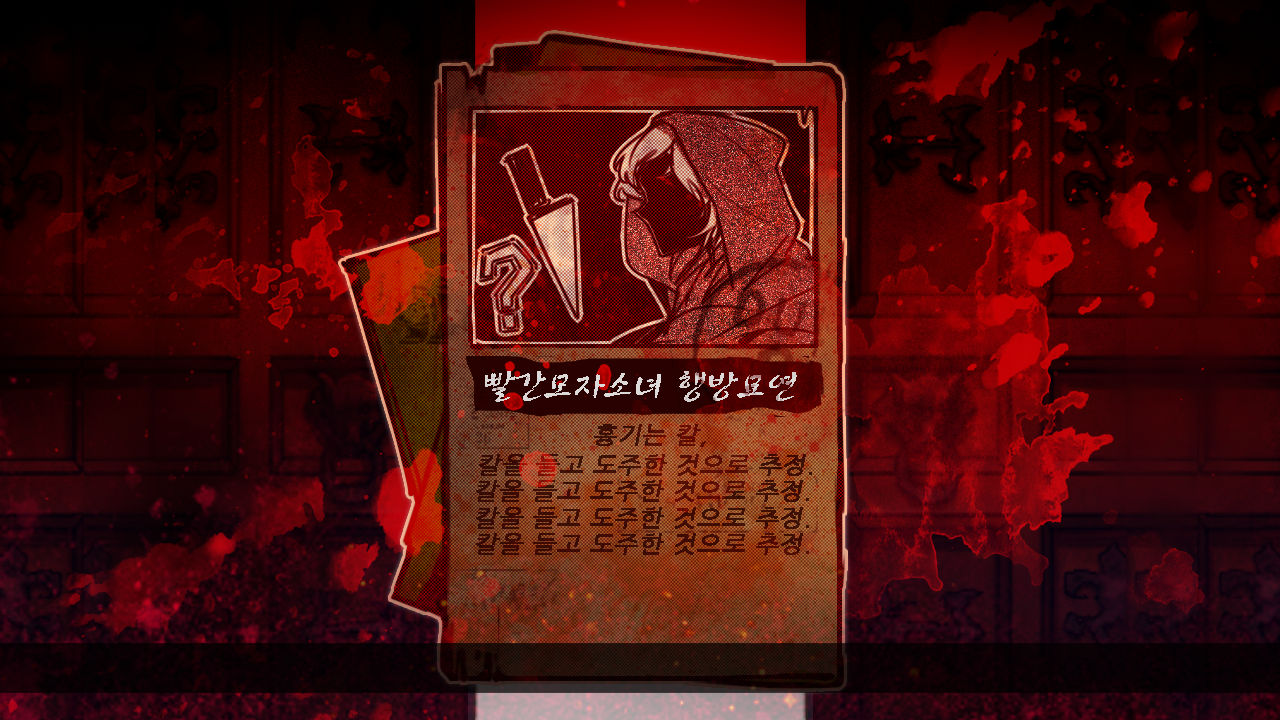 ?
빨간모자소녀 행방묘연
흉기는 칼,
칼을 들고 도주한 것으로 추정.
칼을 들고 도주한 것으로 추정.
칼을 들고 도주한 것으로 추정.
칼을 들고 도주한 것으로 추정.